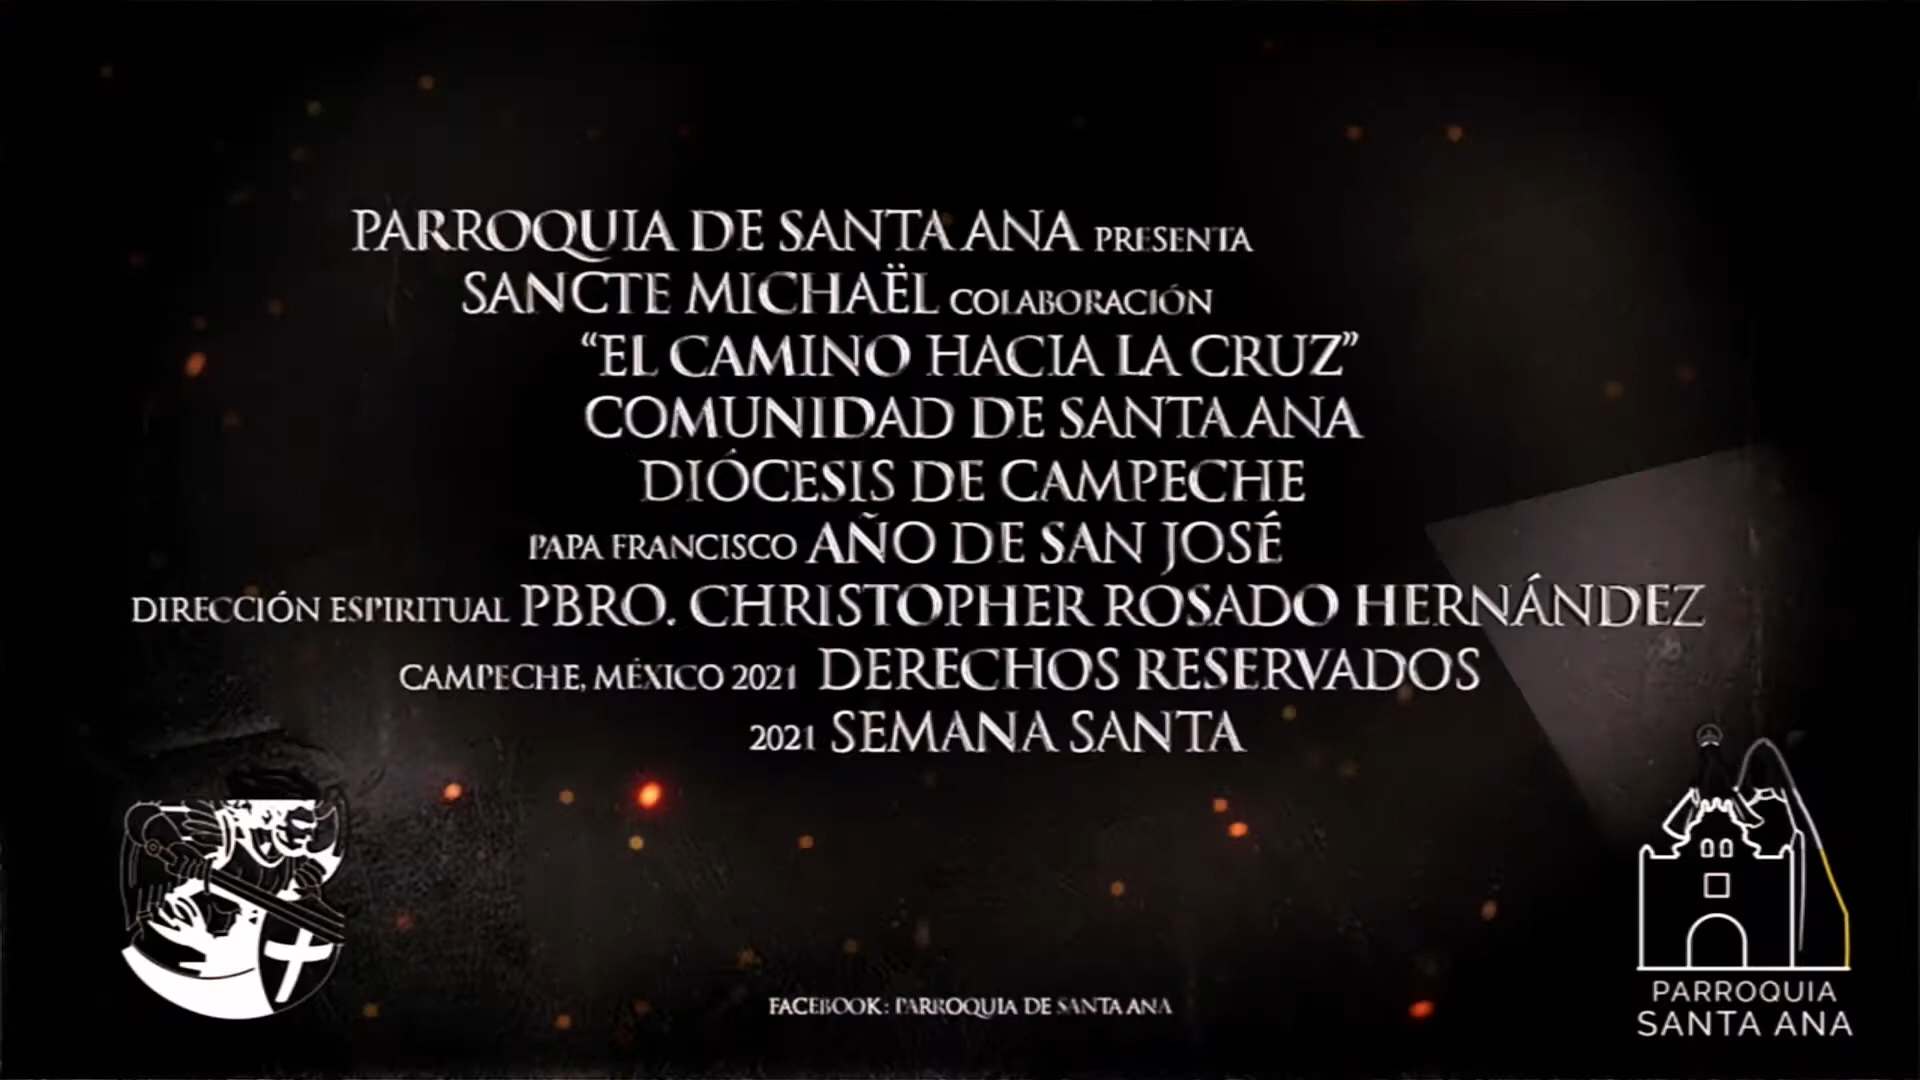 PARROQUIA DE SANTA ANA PRESENTA
SANCTE MICHAËL COLABORACIÓN
“EL CAMINO HACIA LA CRUZ”
COMUNIDAD DE SANTA ANA
DIÓCESIS DE CAMPECHE
PAPA FRANCISCO AÑO DE SAN JOSÉ
DIRECCIÓN ESPIRITUAL PBRO. CHRISTOPHER ROSADO HERNÁNDEZ
CAMPECHE, MÉXICO 2021 DERECHOS RESERVADOS
2021 SEMANA SANTA
FACEBOOK: PARROQUIA DE SANTA ANA
PARROQUIA
SANTA ANA